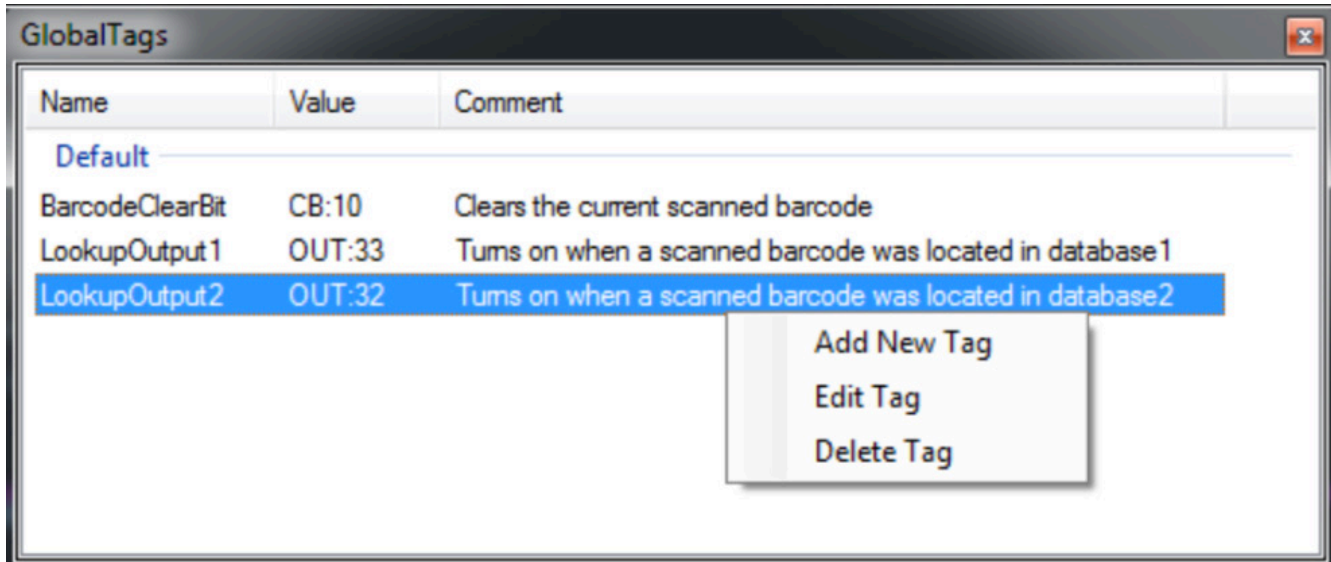 GlobalTags
Name Value Comment
Default
BarcodeClearBit CB:10 Clears the current scanned barcode
LookupOutput1 OUT:33 Turns on when a scanned barcode was located in database1
LookupOutput2 OUT:32 Turns on when a scanned barcode was located in database2
Add New Tag
Edit Tag
Delete Tag